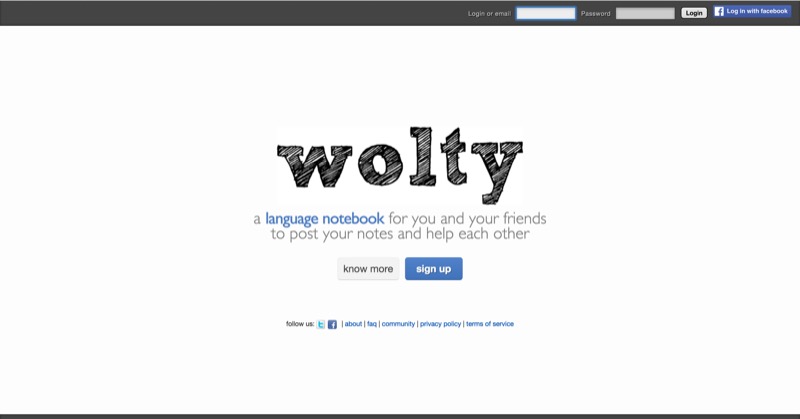 Login or email Password Login Log in with facebook
wolty
a language notebook for you and your friends
to post your notes and help each other
know more sign up
follow us: | about | faq | community | privacy policy | terms of service